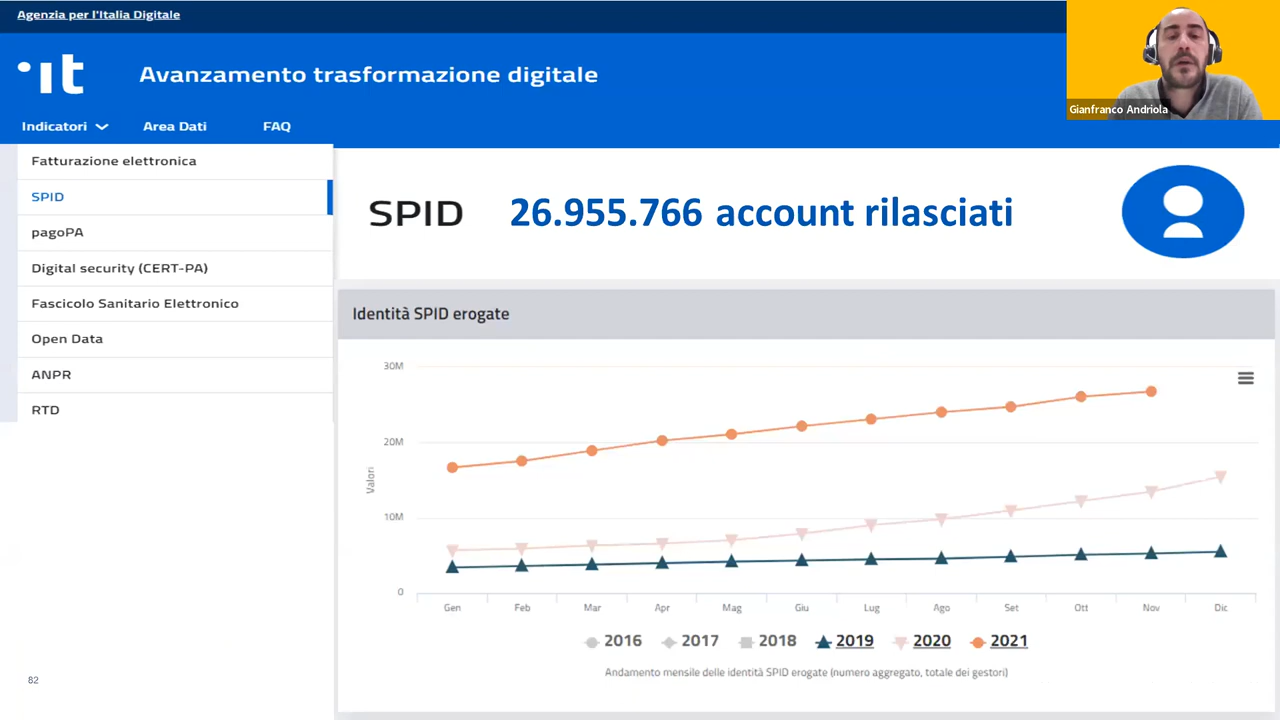 Agenzia per l'Italia Digitale
it
Avanzamento trasformazione digitale
Gianfranco Andriola
Indicatori Area Dati FAQ
Fatturazione elettronica
SPID
pagoPA
Digital security (CERT-PA)
Fascicolo Sanitario Elettronico
Open Data
ANPR
RTD
SPID 26.955.766 account rilasciati
Identità SPID erogate
30M
20M
10M
0
Valori
Gen Feb Mar Apr Mag Giu Lug Ago Set Ott Nov Dic
2016 2017 2018 2019 2020 2021
Andamento mensile delle identità SPID erogate (numero aggregato, totale dei gestori)
82